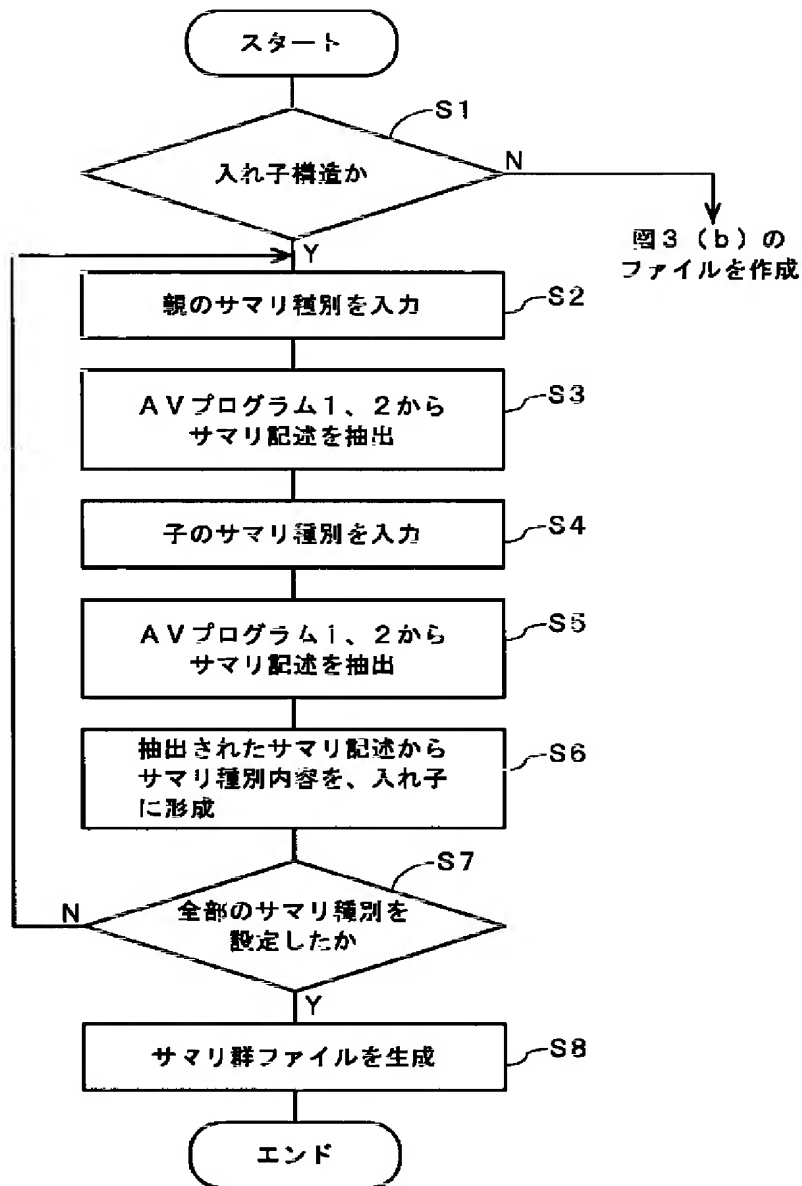 スタート
S1
入れ子構造か
N
Y
図3(b)の
ファイルを作成
親のサマリ種別を入力
S2
AVプログラム1、2から
サマリ記述を抽出
S3
子のサマリ種別を入力
S4
AVプログラム1、2から
サマリ記述を抽出
S5
抽出されたサマリ記述から
サマリ種別内容を、入れ子
に形成
S6
S7
全部のサマリ種別を
設定したか
N
Y
サマリ群ファイルを生成
S8
エンド